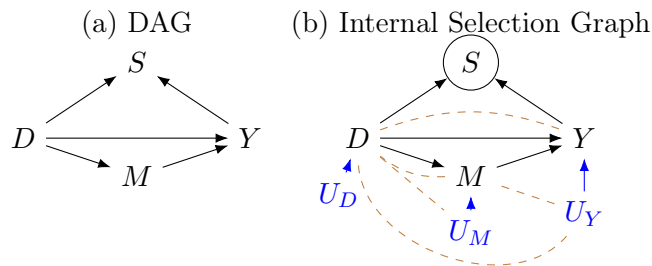 (a) DAG
S
D
Y
M
(b) Internal Selection Graph
S
D
Y
M
U_D
U_M
U_Y